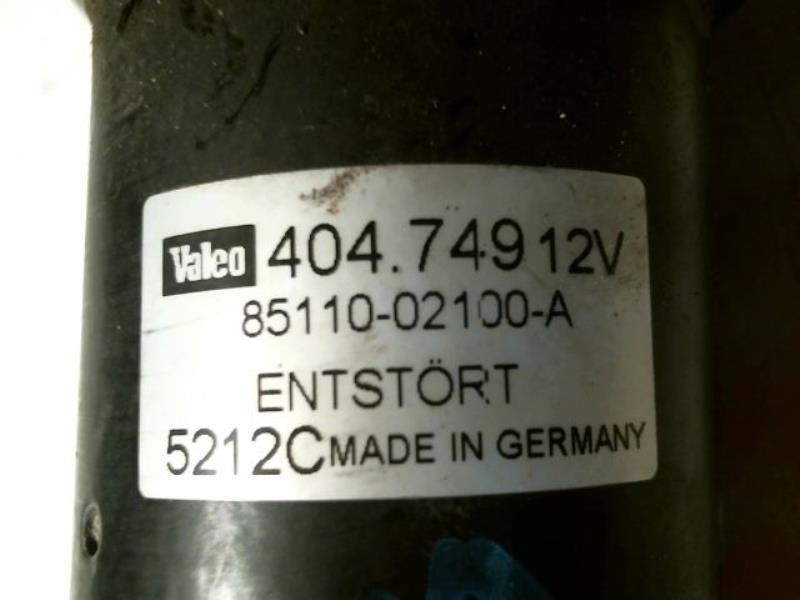 Valeo 404.749 12V
85110-02100-A
ENTSTÖRT
5212C MADE IN GERMANY